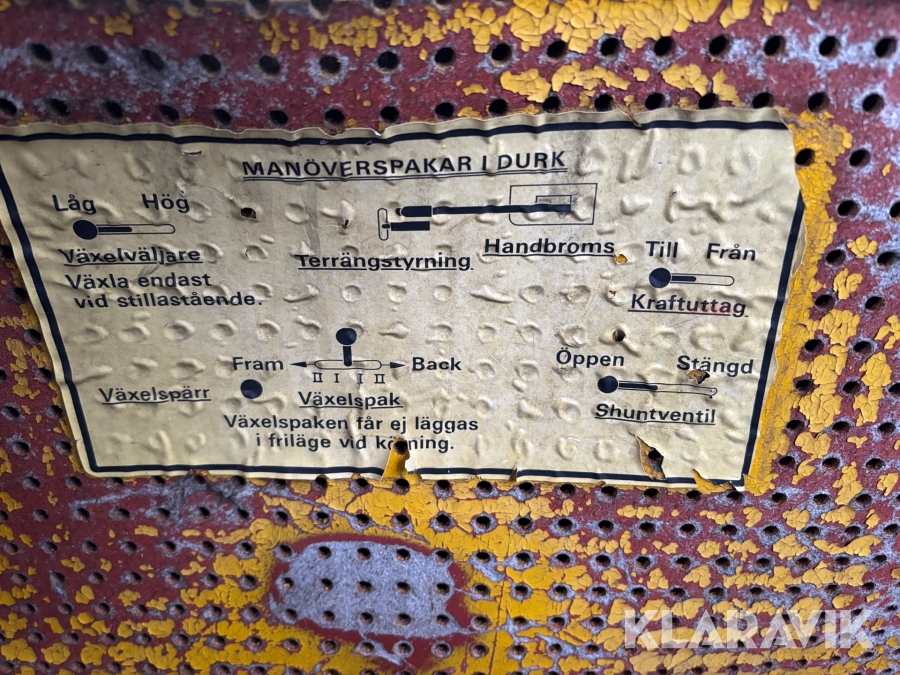 MANÖVERSPAKAR I DURK
Låg Hög
Växelväljare
Växla endast
vid stillastående.
Terrängstyrning
Handbroms
Till Från
Kraftuttag
Fram Back
II I I II
Växelspärr
Växelspak
Växelspaken får ej läggas
i friläge vid körning.
Öppen Stängd
Shuntventil
KLARAVIK